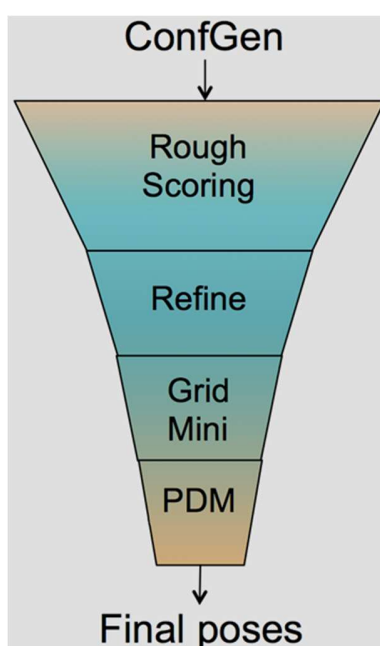 ConfGen
Rough
Scoring
Refine
Grid
Mini
PDM
Final poses